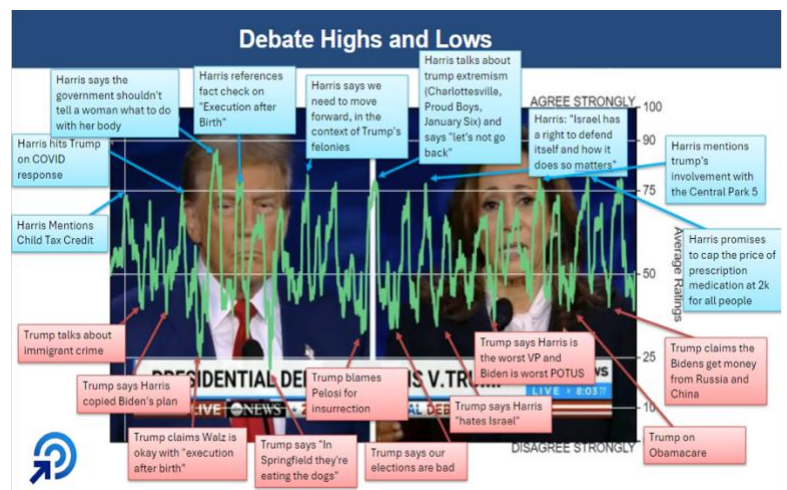 Debate Highs and Lows
Harris says the
government shouldn't
tell a woman what to do
with her body
Harris references
fact check on
"Execution after
Birth"
Harris says we
need to move
forward, in the
context of Trump's
felonies
Harris talks about
trump extremism
(Charlottesville,
Proud Boys,
January Six) and
says "let's not go
back"
AGREE STRONGLY
100
Harris: "Israel has
a right to defend
itself and how it
does so matters"
90
Harris hits Trump
on COVID
response
Harris mentions
trump's
involvement with
the Central Park 5
75
Harris Mentions
Child Tax Credit
Average Ratings
Harris promises
to cap the price of
prescription
medication at 2k
for all people
50
Trump talks about
immigrant crime
Trump says Harris
copied Biden's plan
Trump claims Walz is
okay with "execution
after birth"
Trump says "In
Springfield they're
eating the dogs"
Trump blames
Pelosi for
insurrection
Trump says our
elections are bad
Trump says Harris
"hates Israel"
Trump says Harris is
the worst VP and
Biden is worst POTUS
Trump claims the
Bidens get money
from Russia and
China
25
Trump on
Obamacare
10
DISAGREE STRONGLY
LIVE
abc NEWS
LIVE 8:03